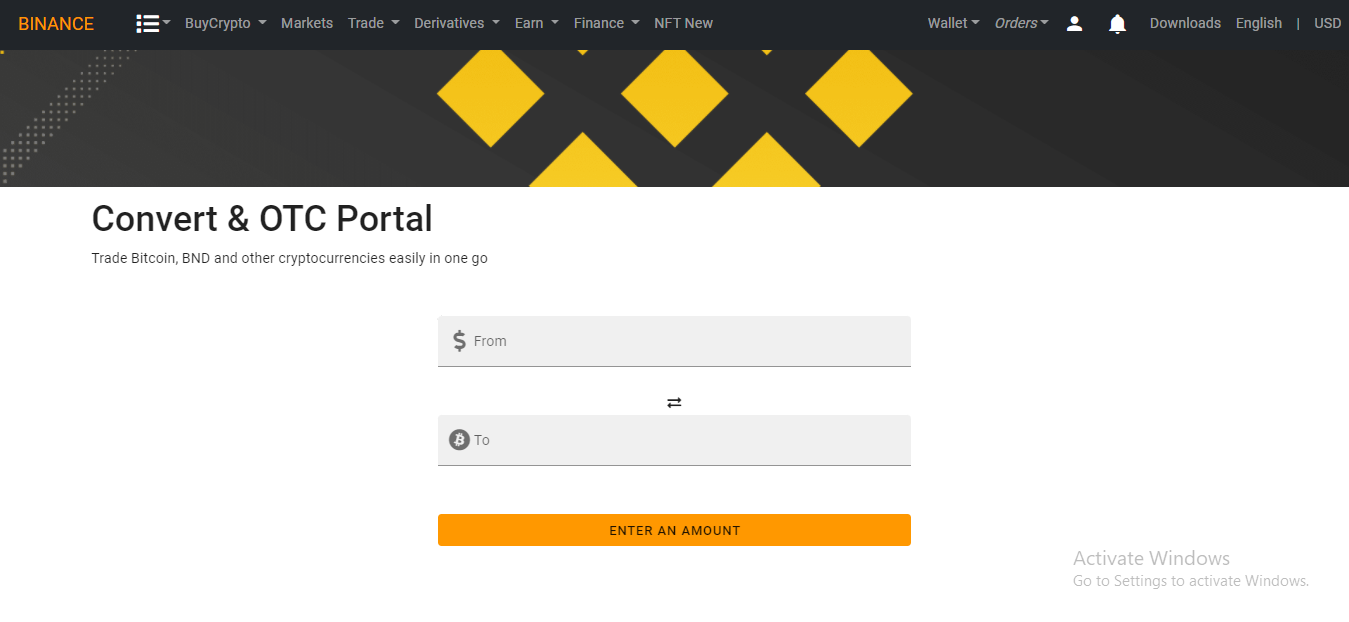 BINANCE BuyCrypto Markets Trade Derivatives Earn Finance NFT New Wallet Orders Downloads English | USD
Convert & OTC Portal
Trade Bitcoin, BND and other cryptocurrencies easily in one go
From
To
ENTER AN AMOUNT
Activate Windows
Go to Settings to activate Windows.